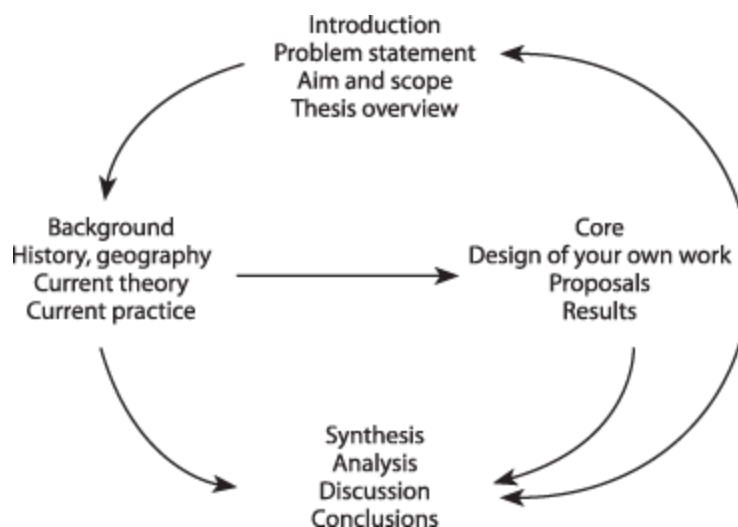 Introduction
Problem statement
Aim and scope
Thesis overview
Background
History, geography
Current theory
Current practice
Core
Design of your own work
Proposals
Results
Synthesis
Analysis
Discussion
Conclusions